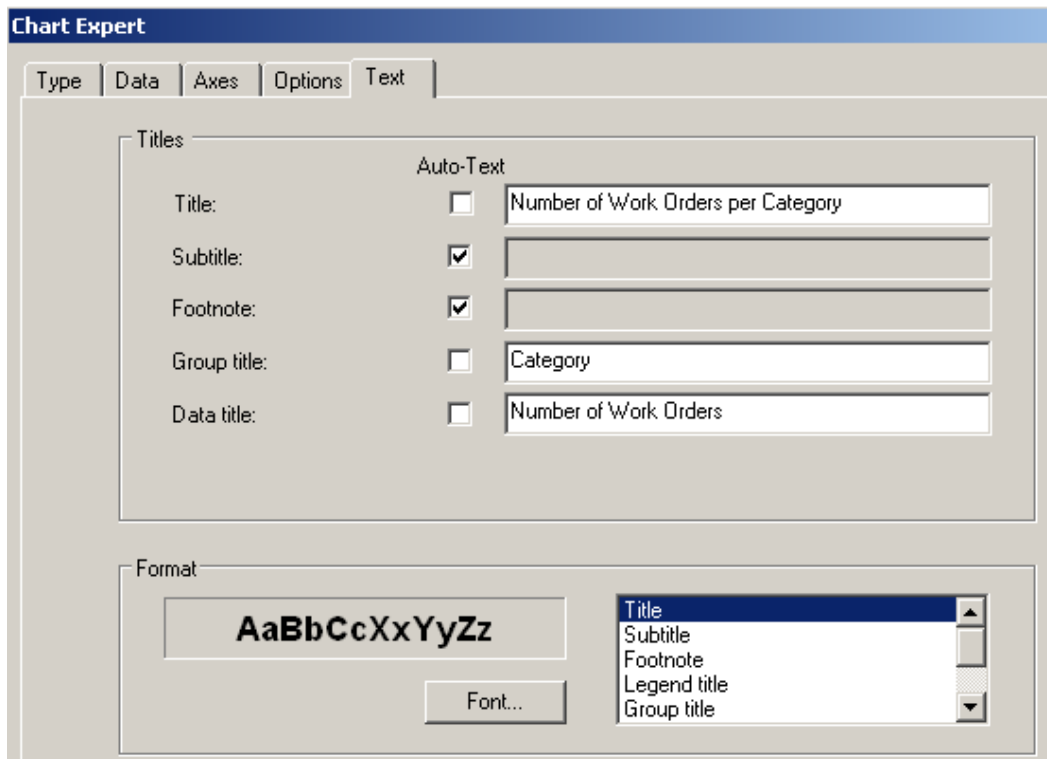 Chart Expert
Type Data Axes Options Text
Titles
Auto-Text
Title: Number of Work Orders per Category
Subtitle:
Footnote:
Group title: Category
Data title: Number of Work Orders
Format
AaBbCcXxYyZz
Font...
Title
Subtitle
Footnote
Legend title
Group title